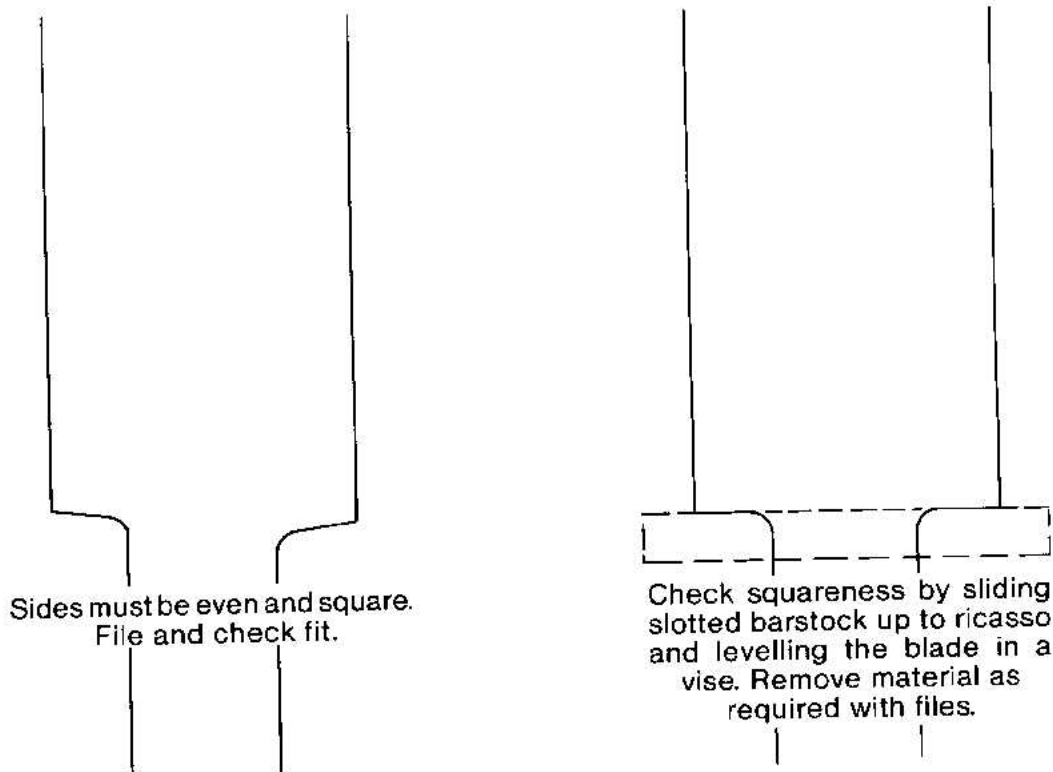 Sides must be even and square.
File and check fit.
Check squareness by sliding
slotted barstock up to ricasso
and levelling the blade in a
vise. Remove material as
required with files.